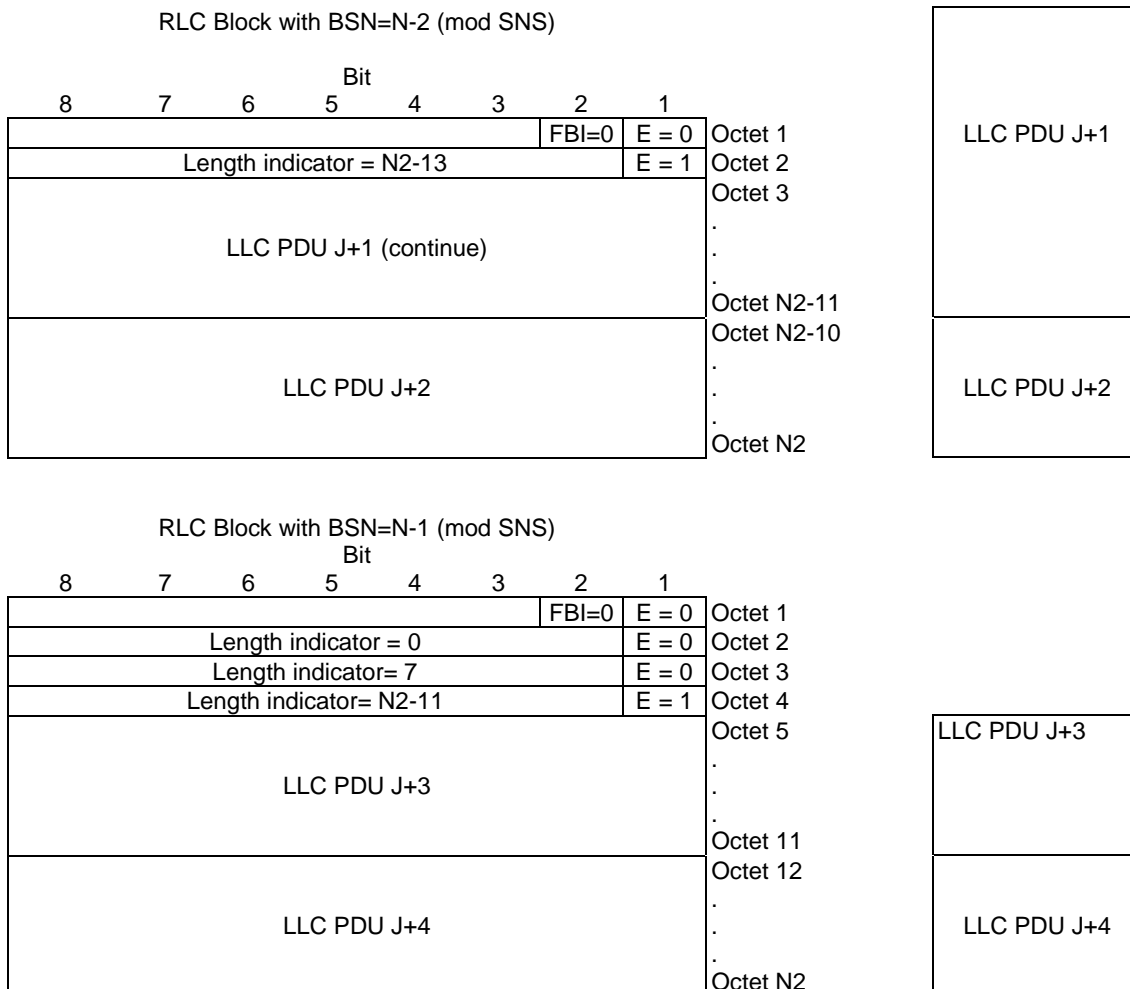 RLC Block with BSN=N-2 (mod SNS)
Bit
8 7 6 5 4 3 2 1
FBI=0 E = 0 Octet 1 LLC PDU J+1
Length indicator = N2-13 E = 1 Octet 2
Octet 3
.
LLC PDU J+1 (continue) .
.
Octet N2-11
Octet N2-10
.
LLC PDU J+2 . LLC PDU J+2
.
Octet N2
RLC Block with BSN=N-1 (mod SNS)
Bit
8 7 6 5 4 3 2 1
FBI=0 E = 0 Octet 1
Length indicator = 0 E = 0 Octet 2
Length indicator= 7 E = 0 Octet 3
Length indicator= N2-11 E = 1 Octet 4
Octet 5 LLC PDU J+3
.
LLC PDU J+3 .
.
Octet 11
Octet 12
.
LLC PDU J+4 . LLC PDU J+4
.
Octet N2